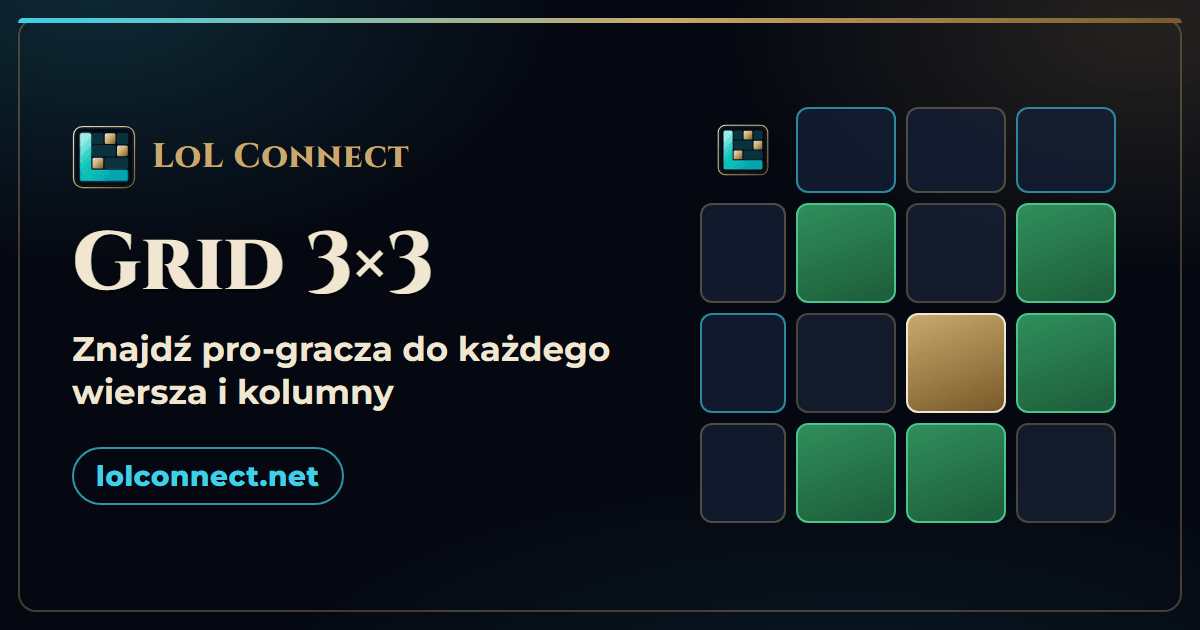 LoL Connect
Grid 3×3
Znajdź pro-gracza do każdego
wiersza i kolumny
lolconnect.net